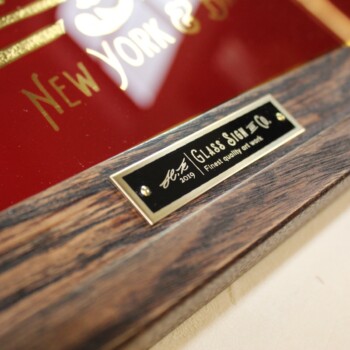 NEW YORK & B
2019
GLASS SIGN & CO.
Finest quality art work